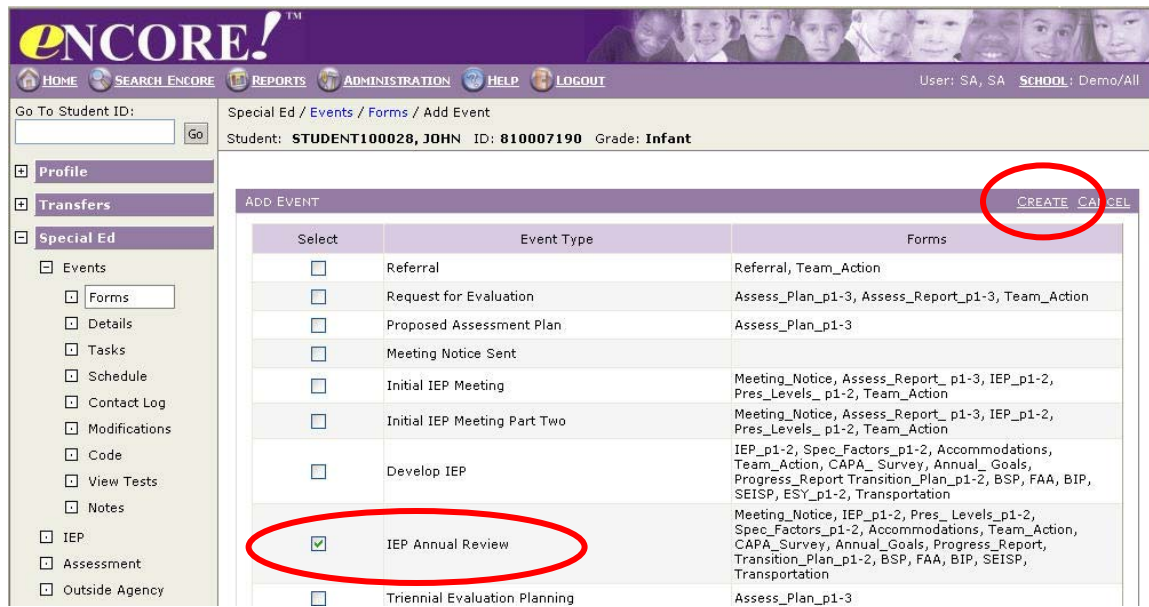 eNCORE!™
HOME SEARCH ENCORE REPORTS ADMINISTRATION HELP LOGOUT User: SA, SA SCHOOL: Demo/All
Go To Student ID:
Go
Special Ed / Events / Forms / Add Event
Student: STUDENT100028, JOHN ID: 810007190 Grade: Infant
Profile
Transfers
Special Ed
Events
Forms
Details
Tasks
Schedule
Contact Log
Modifications
Code
View Tests
Notes
IEP
Assessment
Outside Agency
ADD EVENT CREATE CANCEL
Select Event Type Forms
Referral Referral, Team_Action
Request for Evaluation Assess_Plan_p1-3, Assess_Report_p1-3, Team_Action
Proposed Assessment Plan Assess_Plan_p1-3
Meeting Notice Sent
Initial IEP Meeting Meeting_Notice, Assess_Report_ p1-3, IEP_p1-2,
Pres_Levels_ p1-2, Team_Action
Initial IEP Meeting Part Two Meeting_Notice, Assess_Report_ p1-3, IEP_p1-2,
Pres_Levels_ p1-2, Team_Action
Develop IEP IEP_p1-2, Spec_Factors_p1-2, Accommodations,
Team_Action, CAPA_ Survey, Annual_ Goals,
Progress_Report Transition_Plan_p1-2, BSP, FAA, BIP,
SEISP, ESY_p1-2, Transportation
IEP Annual Review Meeting_Notice, IEP_p1-2, Pres_ Levels_p1-2,
Spec_Factors_p1-2, Accommodations, Team_Action,
CAPA_Survey, Annual_Goals, Progress_Report,
Transition_Plan_p1-2, BSP, FAA, BIP, SEISP,
Transportation
Triennial Evaluation Planning Assess_Plan_p1-3